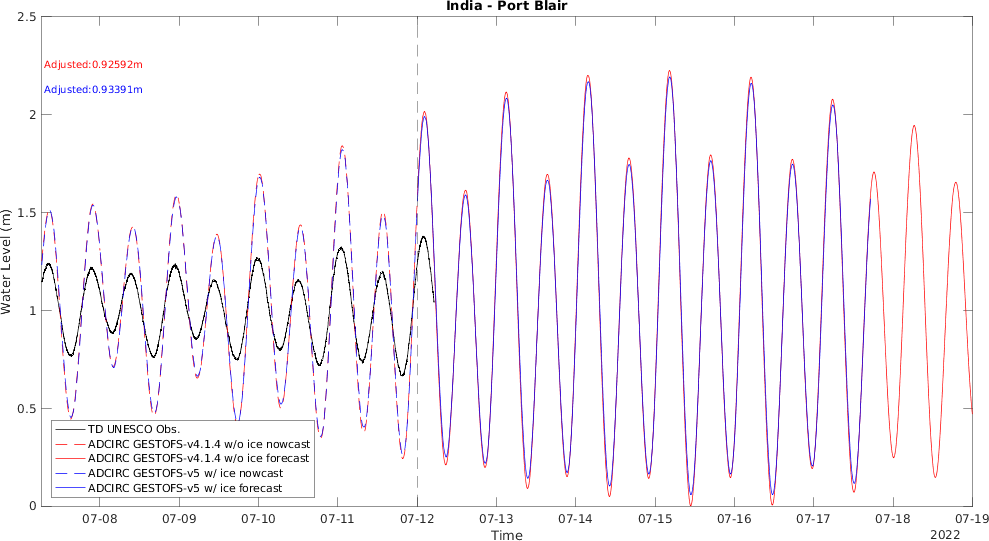 India - Port Blair
2.5
2
1.5
1
0.5
0
Water Level (m)
Adjusted:0.92592m
Adjusted:0.93391m
TD UNESCO Obs.
ADCIRC GESTOFS-v4.1.4 w/o ice nowcast
ADCIRC GESTOFS-v4.1.4 w/o ice forecast
ADCIRC GESTOFS-v5 w/ ice nowcast
ADCIRC GESTOFS-v5 w/ ice forecast
07-08 07-09 07-10 07-11 07-12 07-13 07-14 07-15 07-16 07-17 07-18 07-19
Time
2022